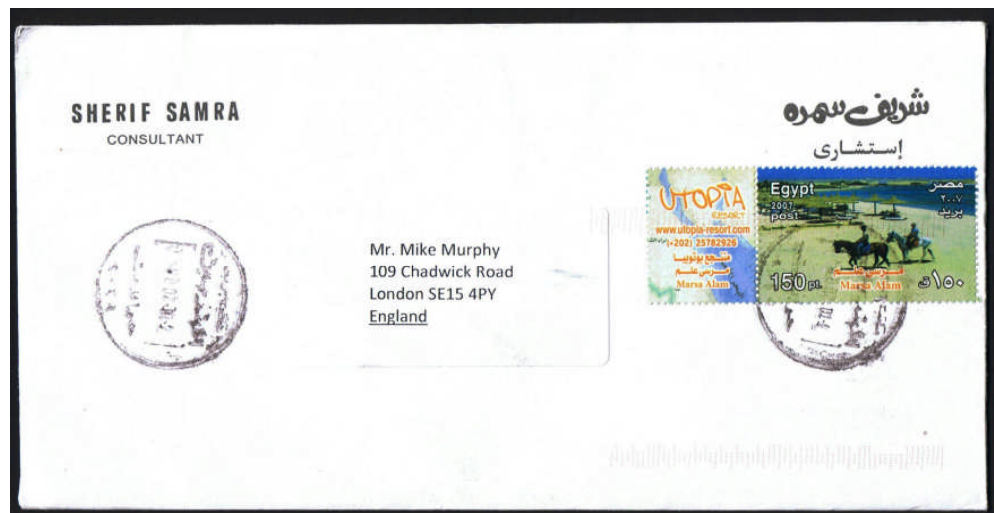 SHERIF SAMRA
CONSULTANT
شريف سمره
إستشارى
UTOPIA
RESORT
www.utopia-resort.com
(+202) 25782926
منتجع يوتوبيا
مرسى علم
Marsa Alam
Egypt
2007
post
مصر
٢٠٠٧
بريد
150 pt.
مرسى علم
Marsa Alam
١٥٠ ق
Mr. Mike Murphy
109 Chadwick Road
London SE15 4PY
England